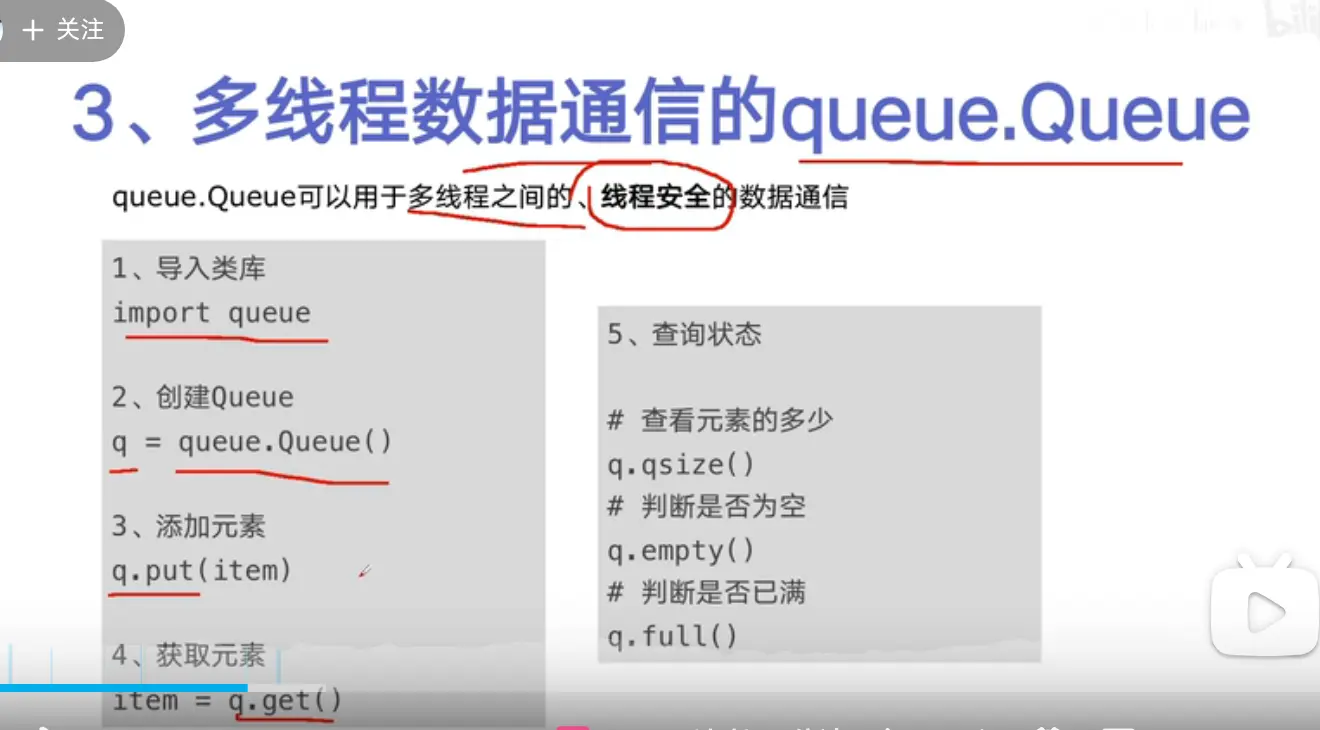 + 关注
3、多线程数据通信的queue.Queue
queue.Queue可以用于多线程之间的、线程安全的数据通信
1、导入类库
import queue
2、创建Queue
q = queue.Queue()
3、添加元素
q.put(item)
4、获取元素
item = q.get()
5、查询状态
# 查看元素的多少
q.qsize()
# 判断是否为空
q.empty()
# 判断是否已满
q.full()